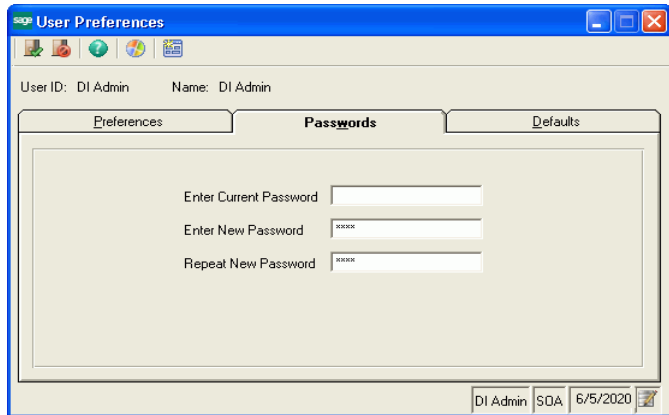 sage User Preferences
User ID: DI Admin Name: DI Admin
Preferences Passwords Defaults
Enter Current Password
Enter New Password ****
Repeat New Password ****
DI Admin SOA 6/5/2020